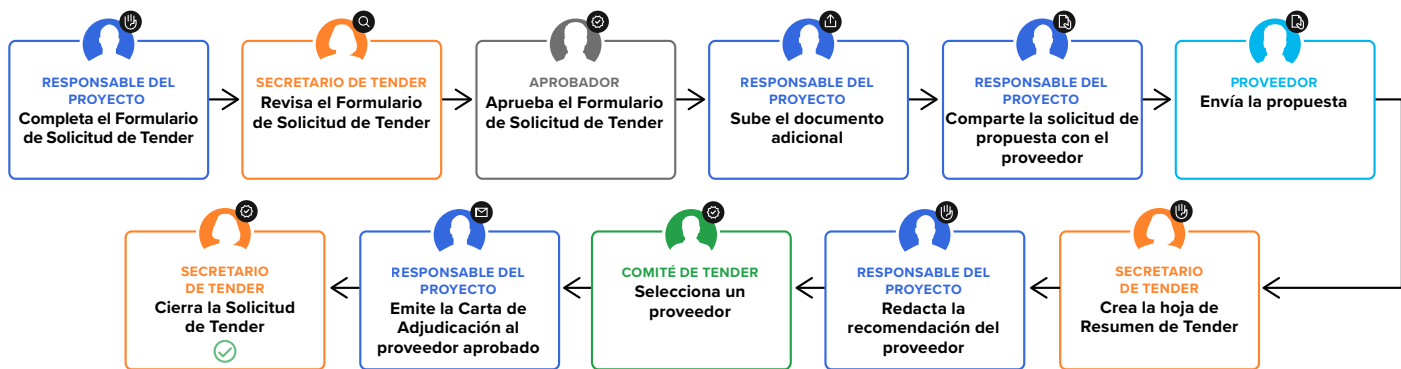 RESPONSABLE DEL
PROYECTO
Completa el Formulario
de Solicitud de Tender
SECRETARIO DE TENDER
Revisa el Formulario
de Solicitud de Tender
APROBADOR
Aprueba el Formulario
de Solicitud de Tender
RESPONSABLE DEL
PROYECTO
Sube el documento
adicional
RESPONSABLE DEL
PROYECTO
Comparte la solicitud de
propuesta con el
proveedor
PROVEEDOR
Envía la propuesta
SECRETARIO
DE TENDER
Crea la hoja de
Resumen de Tender
RESPONSABLE DEL
PROYECTO
Redacta la
recomendación del
proveedor
COMITÉ DE TENDER
Selecciona un
proveedor
RESPONSABLE DEL
PROYECTO
Emite la Carta de
Adjudicación al
proveedor aprobado
SECRETARIO
DE TENDER
Cierra la Solicitud
de Tender